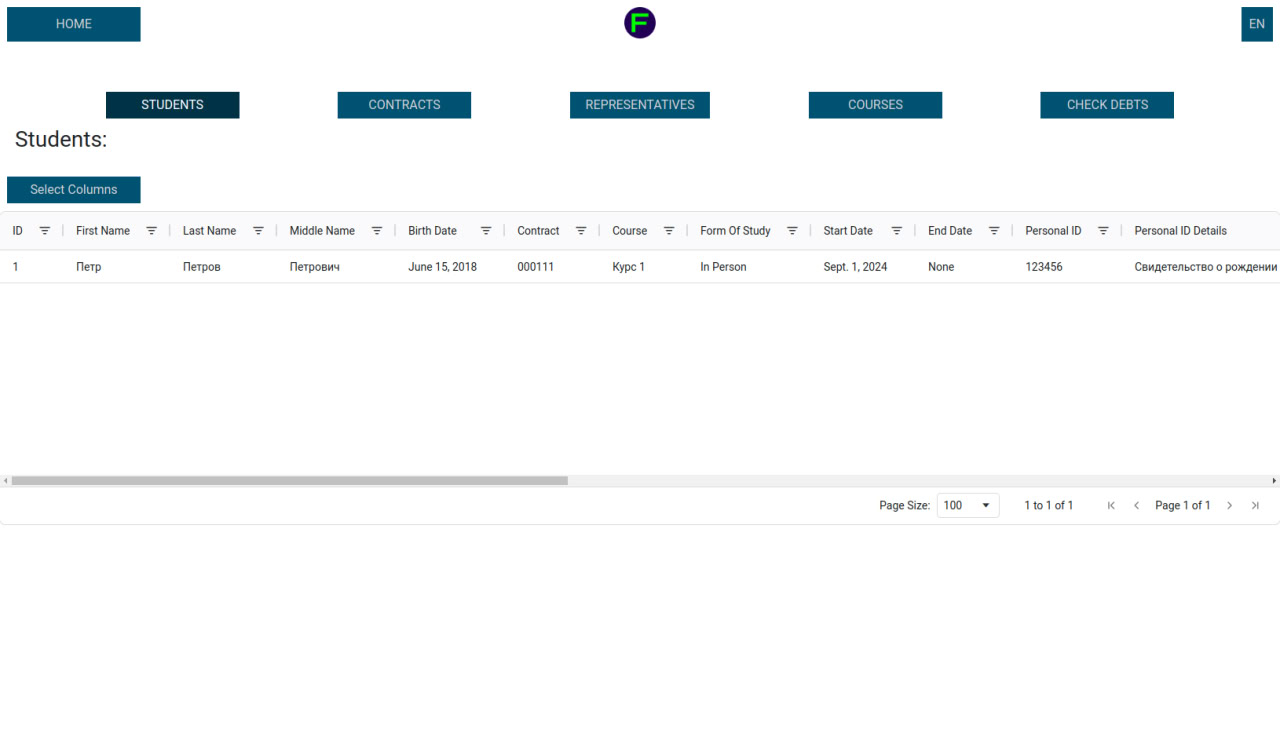 HOME F EN
STUDENTS CONTRACTS REPRESENTATIVES COURSES CHECK DEBTS
Students:
Select Columns
ID First Name Last Name Middle Name Birth Date Contract Course Form Of Study Start Date End Date Personal ID Personal ID Details
1 Петр Петров Петрович June 15, 2018 000111 Курс 1 In Person Sept. 1, 2024 None 123456 Свидетельство о рождении
Page Size: 100 1 to 1 of 1 Page 1 of 1